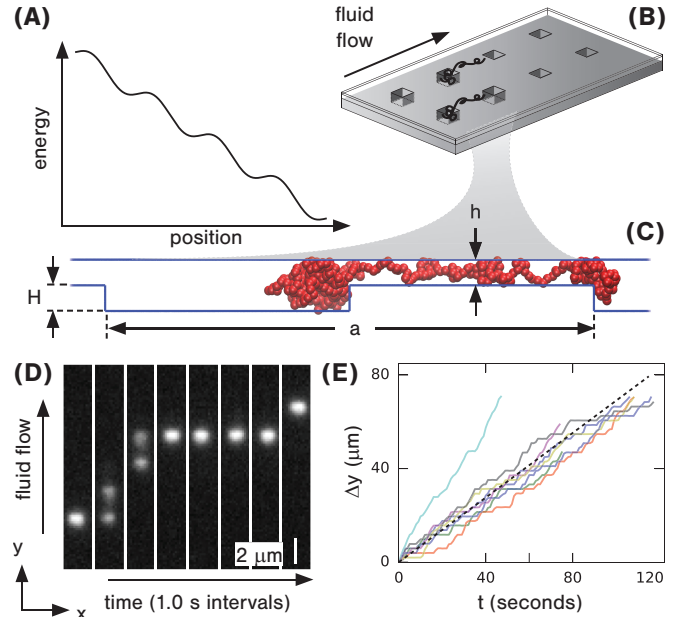 (A)
energy
position
fluid
flow
(B)
(C)
h
H
a
(D)
fluid flow
y
x
2 μm
time (1.0 s intervals)
(E)
Δy (μm)
80
40
0
0
40
80
120
t (seconds)